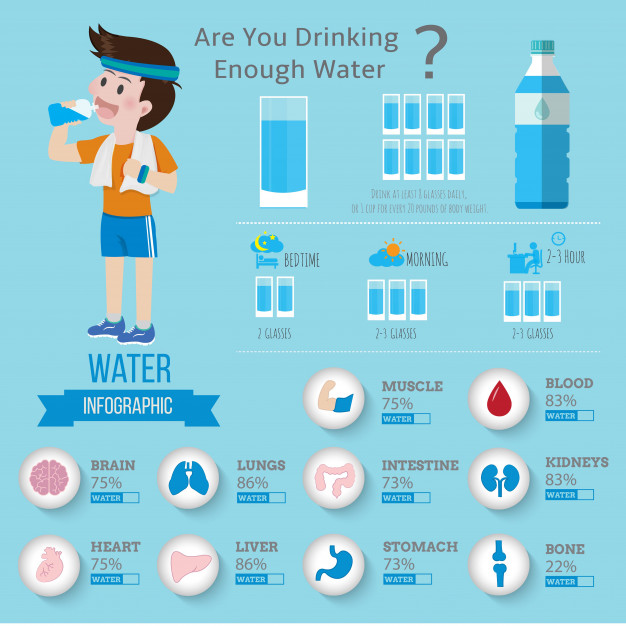 Are You Drinking
Enough Water
?
DRINK AT LEAST 8 GLASSES DAILY,
OR 5 CUP FOR EVERY 20 POUNDS OF BODY WEIGHT.
BEDTIME
2 GLASSES
MORNING
2-3 GLASSES
2-3 HOUR
2-3 GLASSES
WATER
INFOGRAPHIC
MUSCLE
75%
WATER
BLOOD
83%
WATER
BRAIN
75%
WATER
LUNGS
86%
WATER
INTESTINE
73%
WATER
KIDNEYS
83%
WATER
HEART
75%
WATER
LIVER
86%
WATER
STOMACH
73%
WATER
BONE
22%
WATER